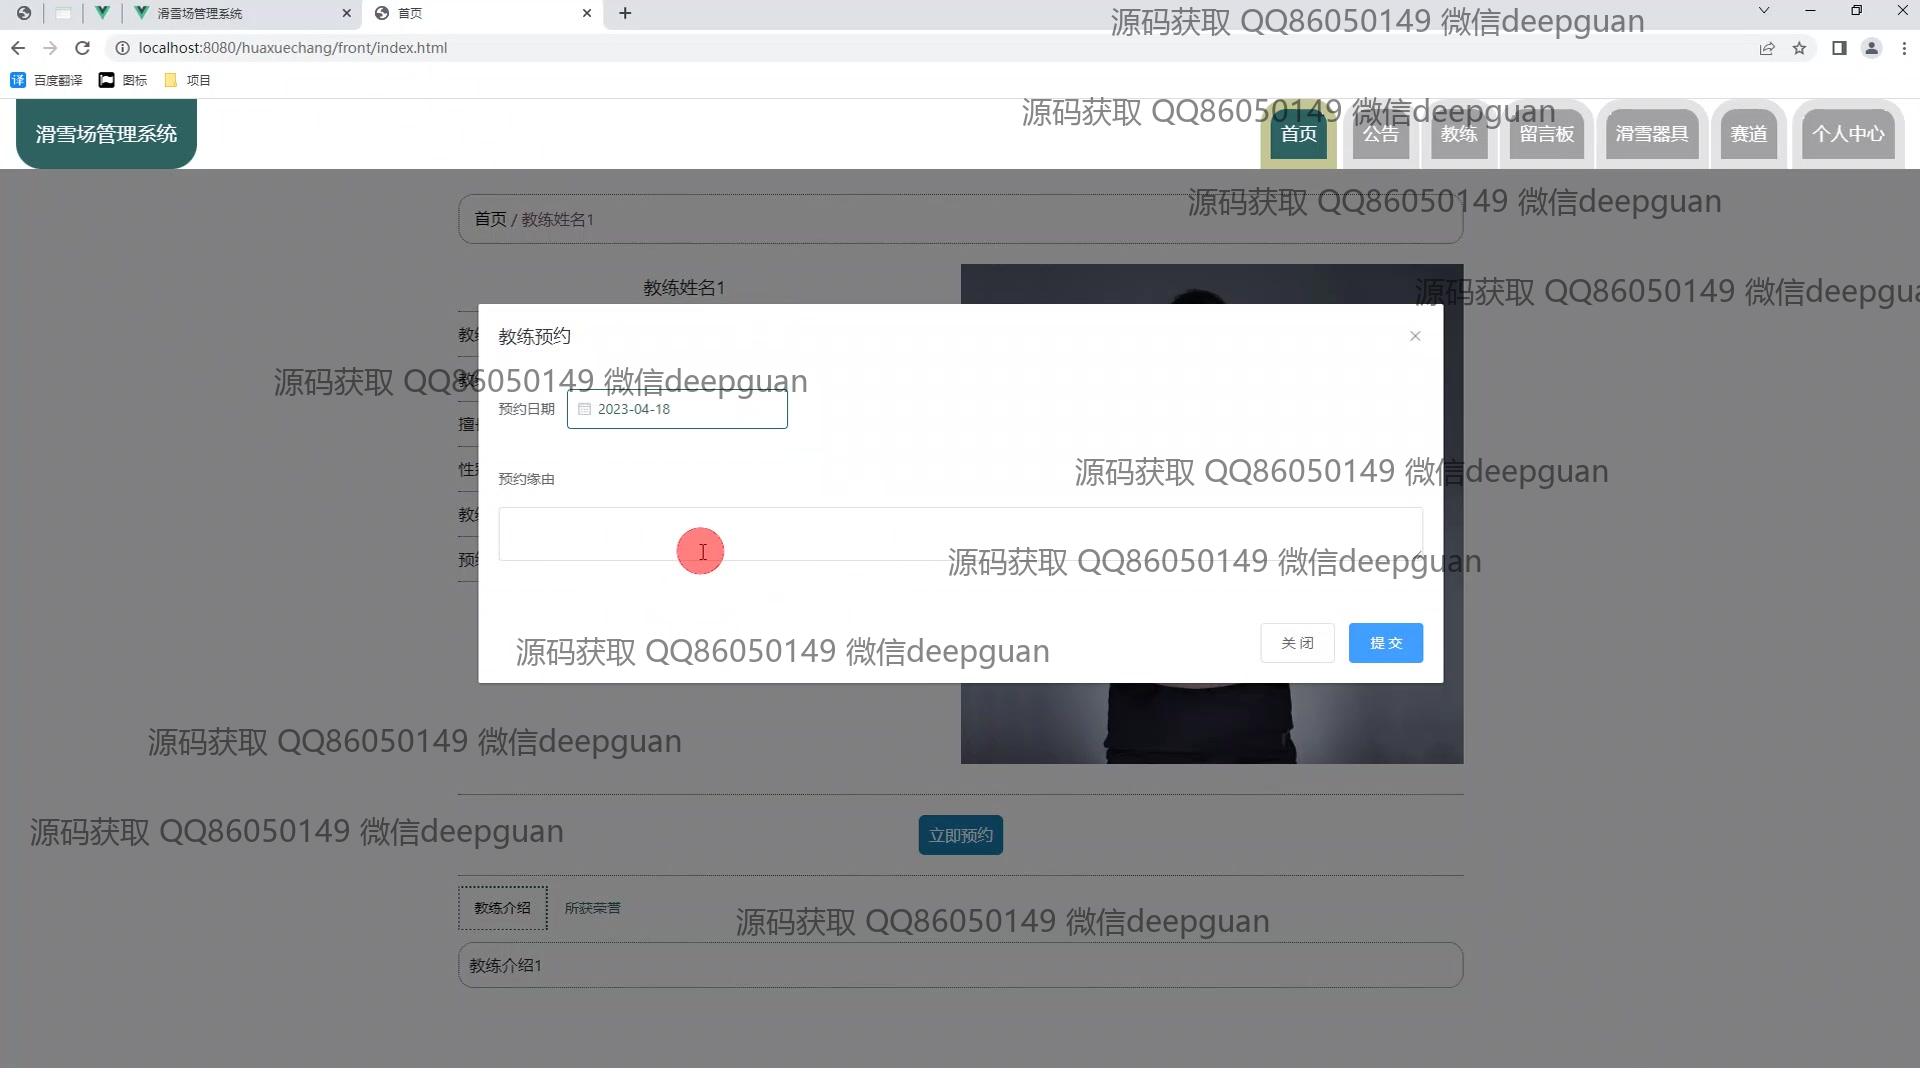 滑雪场管理系统
首页
localhost:8080/huaxuechang/front/index.html
百度翻译
图标
项目
滑雪场管理系统
首页
公告
教练
留言板
滑雪器具
赛道
个人中心
首页 / 教练姓名1
教练姓名1
教练预约
预约日期
2023-04-18
预约缘由
关闭
提交
立即预约
教练介绍
所获荣誉
教练介绍1
源码获取 QQ86050149 微信deepguan
源码获取 QQ86050149 微信deepguan
源码获取 QQ86050149 微信deepguan
源码获取 QQ86050149 微信deepgua
源码获取 QQ86050149 微信deepguan
源码获取 QQ86050149 微信deepguan
源码获取 QQ86050149 微信deepguan
源码获取 QQ86050149 微信deepguan
源码获取 QQ86050149 微信deepguan
源码获取 QQ86050149 微信deepguan
源码获取 QQ86050149 微信deepguan